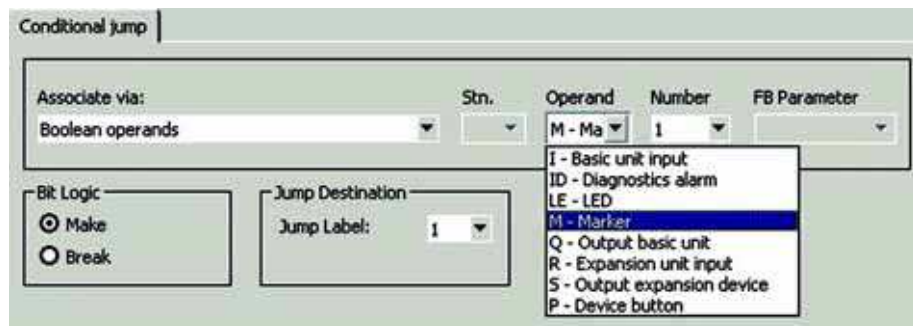 Conditional jump
Associate via: Stn. Operand Number FB Parameter
Boolean operands M - Ma 1
I - Basic unit input
ID - Diagnostics alarm
LE - LED
M - Marker
Q - Output basic unit
R - Expansion unit input
S - Output expansion device
P - Device button
Bit Logic
Make
Break
Jump Destination
Jump Label: 1